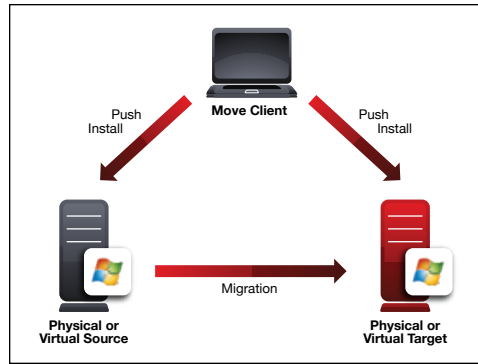 Move Client
Push
Install
Push
Install
Migration
Physical or
Virtual Source
Physical or
Virtual Target